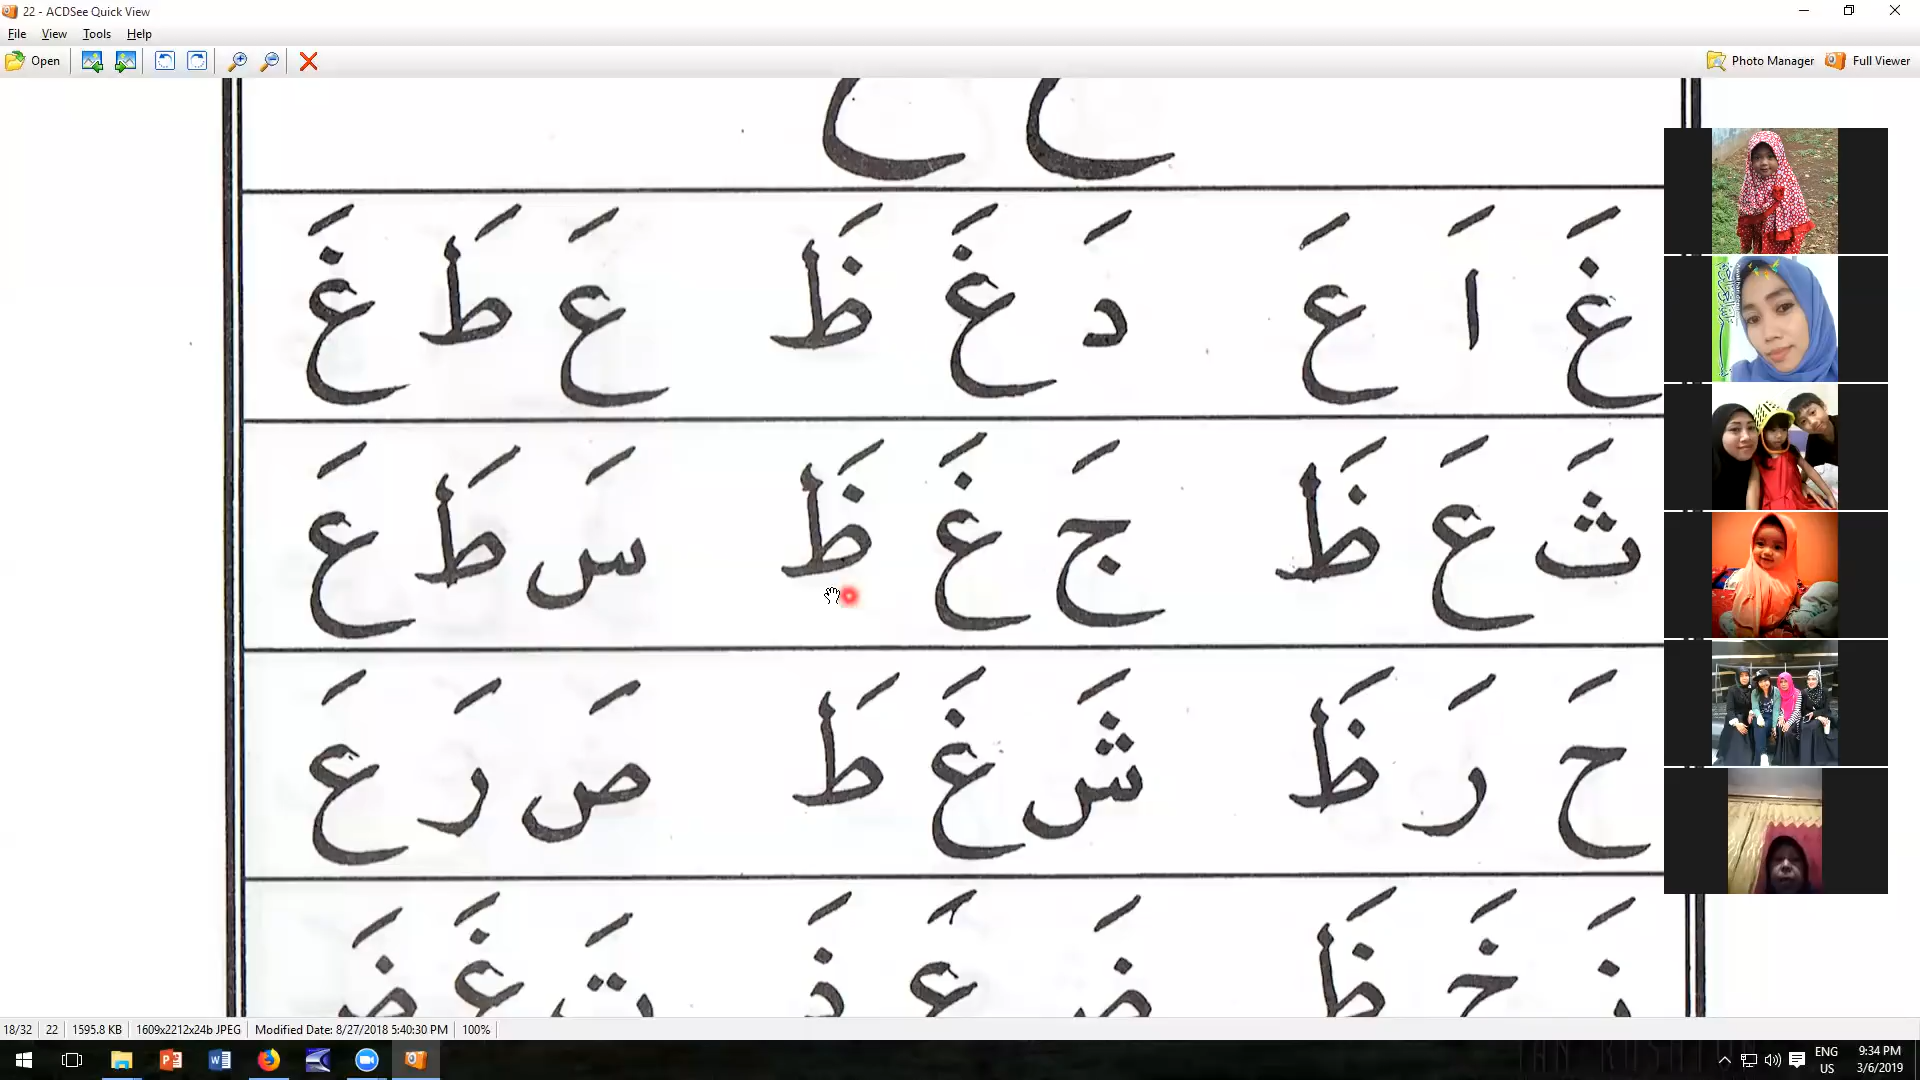 22 - ACDSee Quick View
File View Tools Help
Open
Photo Manager Full Viewer
غَ اَ عَ دَ غَ ظَ عَ طَ غَ
ثَ عَ ظَ جَ غَ ظَ سَ طَ عَ
حَ رَ ظَ شَ غَ طَ صَ رَ عَ
خَ ظَ ضَ عَ ذَ تَ غَ ضَ
18/32 22 1595.8 KB 1609x2212x24b JPEG Modified Date: 8/27/2018 5:40:30 PM 100%
ENG 9:34 PM
US 3/6/2019